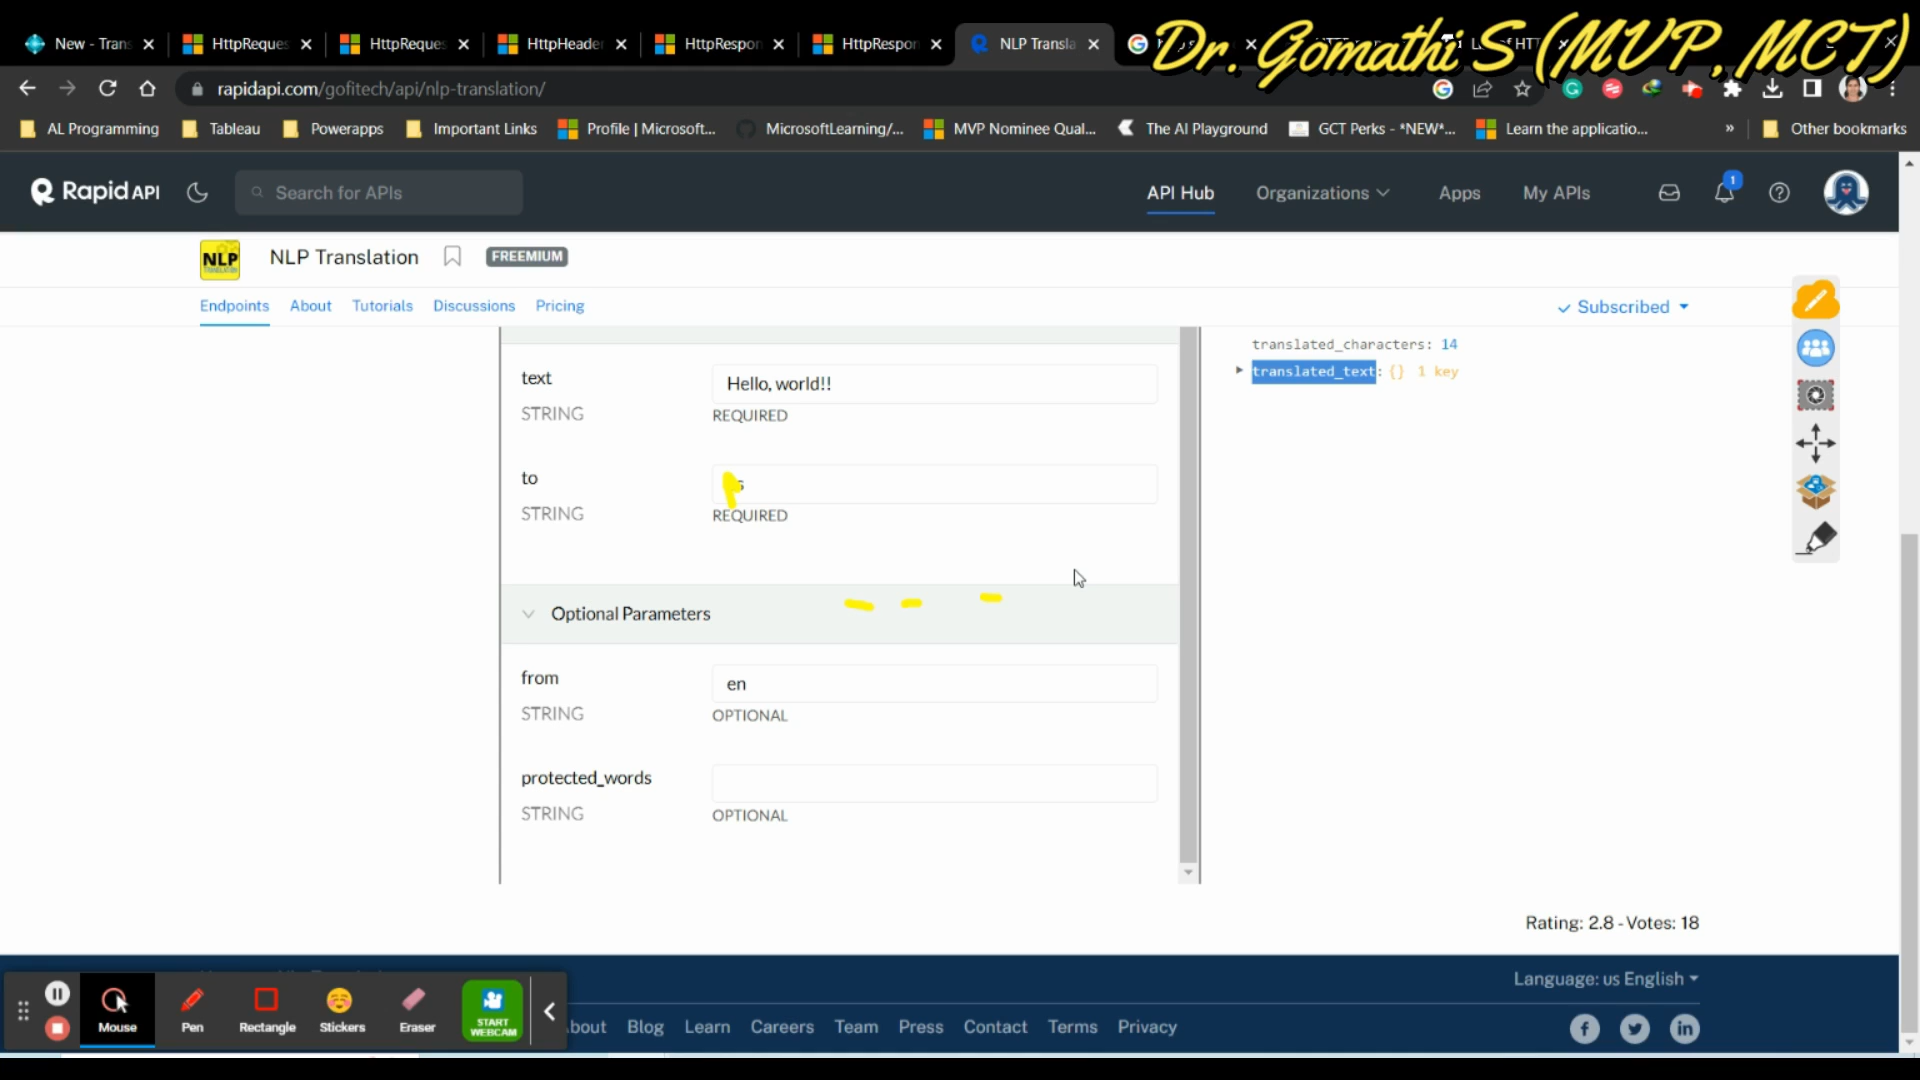 Dr. Gomathi S (MVP, MCT)
New - Trans
HttpReques
HttpReques
HttpHeader
HttpRespon
HttpRespon
NLP Transla
rapidapi.com/gofitech/api/nlp-translation/
AL Programming
Tableau
Powerapps
Important Links
Profile | Microsoft...
MicrosoftLearning/...
MVP Nominee Qual...
The AI Playground
GCT Perks - *NEW*...
Learn the applicatio...
»
Other bookmarks
Rapid API
Search for APIs
API Hub
Organizations
Apps
My APIs
1
NLP
NLP Translation
FREEMIUM
Endpoints
About
Tutorials
Discussions
Pricing
Subscribed
text
STRING
Hello, world!!
REQUIRED
to
STRING
s
REQUIRED
Optional Parameters
from
STRING
en
OPTIONAL
protected_words
STRING
OPTIONAL
translated_characters: 14
translated_text: {} 1 key
Rating: 2.8 - Votes: 18
Language: us English
Mouse
Pen
Rectangle
Stickers
Eraser
START
WEBCAM
bout
Blog
Learn
Careers
Team
Press
Contact
Terms
Privacy